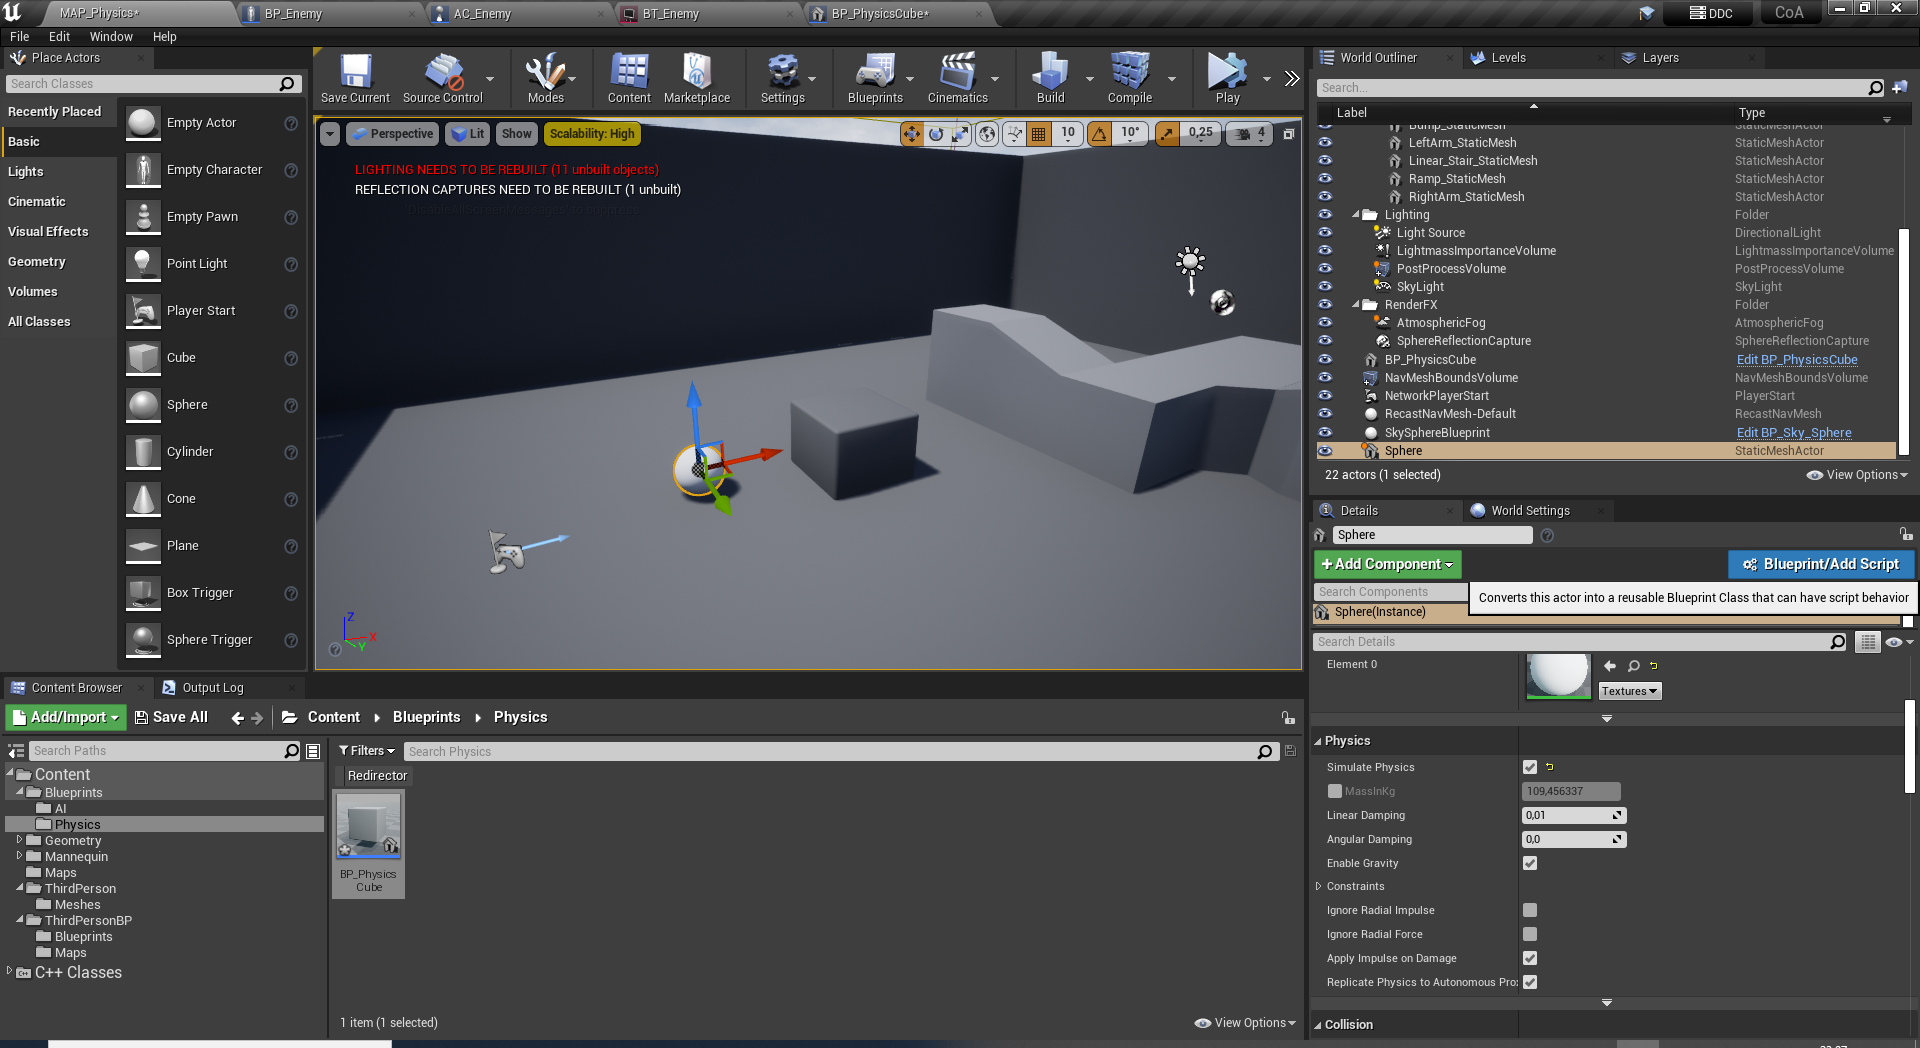 MAP_Physics*
BP_Enemy
AC_Enemy
BT_Enemy
BP_PhysicsCube*
DDC
CoA
File
Edit
Window
Help
Place Actors
Search Classes
Recently Placed
Basic
Lights
Cinematic
Visual Effects
Geometry
Volumes
All Classes
Empty Actor
Empty Character
Empty Pawn
Point Light
Player Start
Cube
Sphere
Cylinder
Cone
Plane
Box Trigger
Sphere Trigger
Save Current
Source Control
Modes
Content
Marketplace
Settings
Blueprints
Cinematics
Build
Compile
Play
Perspective
Lit
Show
Scalability: High
10
10°
0,25
4
LIGHTING NEEDS TO BE REBUILT (11 unbuilt objects)
REFLECTION CAPTURES NEED TO BE REBUILT (1 unbuilt)
Z
X
Y
World Outliner
Levels
Layers
Search...
Label
Type
Bump_StaticMesh
StaticMeshActor
LeftArm_StaticMesh
StaticMeshActor
Linear_Stair_StaticMesh
StaticMeshActor
Ramp_StaticMesh
StaticMeshActor
RightArm_StaticMesh
StaticMeshActor
Lighting
Folder
Light Source
DirectionalLight
LightmassImportanceVolume
LightmassImportanceVolume
PostProcessVolume
PostProcessVolume
SkyLight
SkyLight
RenderFX
Folder
AtmosphericFog
AtmosphericFog
SphereReflectionCapture
SphereReflectionCapture
BP_PhysicsCube
Edit BP_PhysicsCube
NavMeshBoundsVolume
NavMeshBoundsVolume
NetworkPlayerStart
PlayerStart
RecastNavMesh-Default
RecastNavMesh
SkySphereBlueprint
Edit BP_Sky_Sphere
Sphere
StaticMeshActor
22 actors (1 selected)
View Options
Details
World Settings
Sphere
+Add Component
Blueprint/Add Script
Search Components
Converts this actor into a reusable Blueprint Class that can have script behavior
Sphere(Instance)
Search Details
Element 0
Textures
Physics
Simulate Physics
MassInKg
109,456337
Linear Damping
0,01
Angular Damping
0,0
Enable Gravity
Constraints
Ignore Radial Impulse
Ignore Radial Force
Apply Impulse on Damage
Replicate Physics to Autonomous Pro:
Collision
Content Browser
Output Log
Add/Import
Save All
Content
Blueprints
Physics
Search Paths
Filters
Search Physics
Redirector
Content
Blueprints
AI
Physics
Geometry
Mannequin
Maps
ThirdPerson
Meshes
ThirdPersonBP
Blueprints
Maps
C++ Classes
BP_Physics
Cube
1 item (1 selected)
View Options